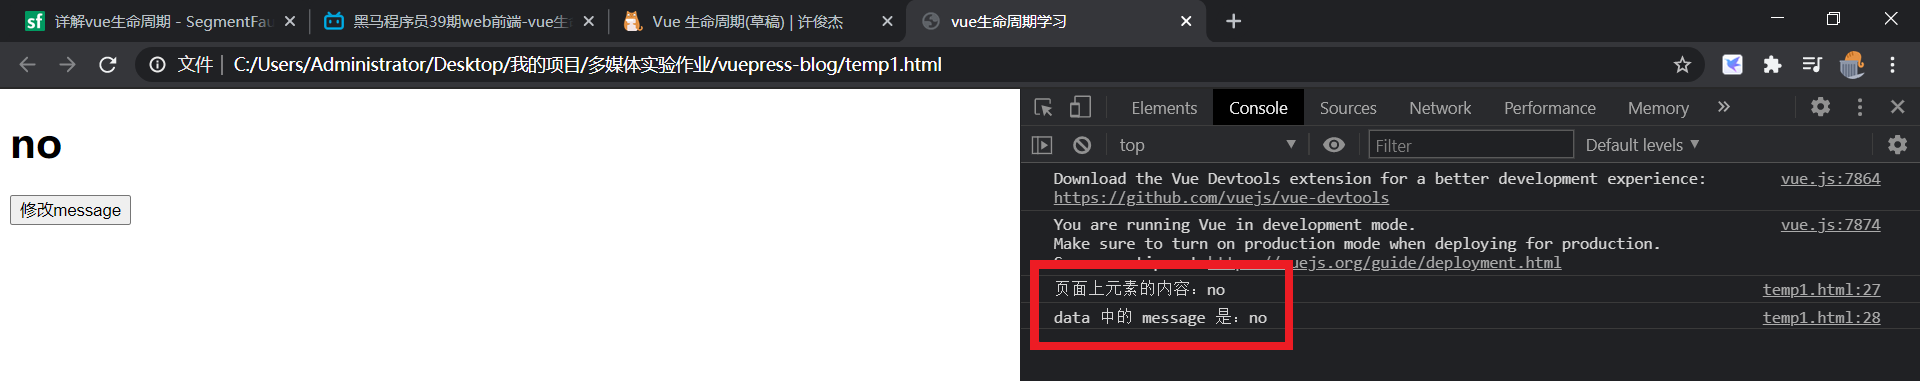 详解vue生命周期 - SegmentFau
黑马程序员39期web前端-vue生
Vue 生命周期(草稿) | 许俊杰
vue生命周期学习
文件 | C:/Users/Administrator/Desktop/我的项目/多媒体实验作业/vuepress-blog/temp1.html
no
修改message
Elements Console Sources Network Performance Memory »
top Filter Default levels
Download the Vue Devtools extension for a better development experience: vue.js:7864
https://github.com/vuejs/vue-devtools
You are running Vue in development mode. vue.js:7874
Make sure to turn on production mode when deploying for production.
uejs.org/guide/deployment.html
页面上元素的内容：no temp1.html:27
data 中的 message 是：no temp1.html:28